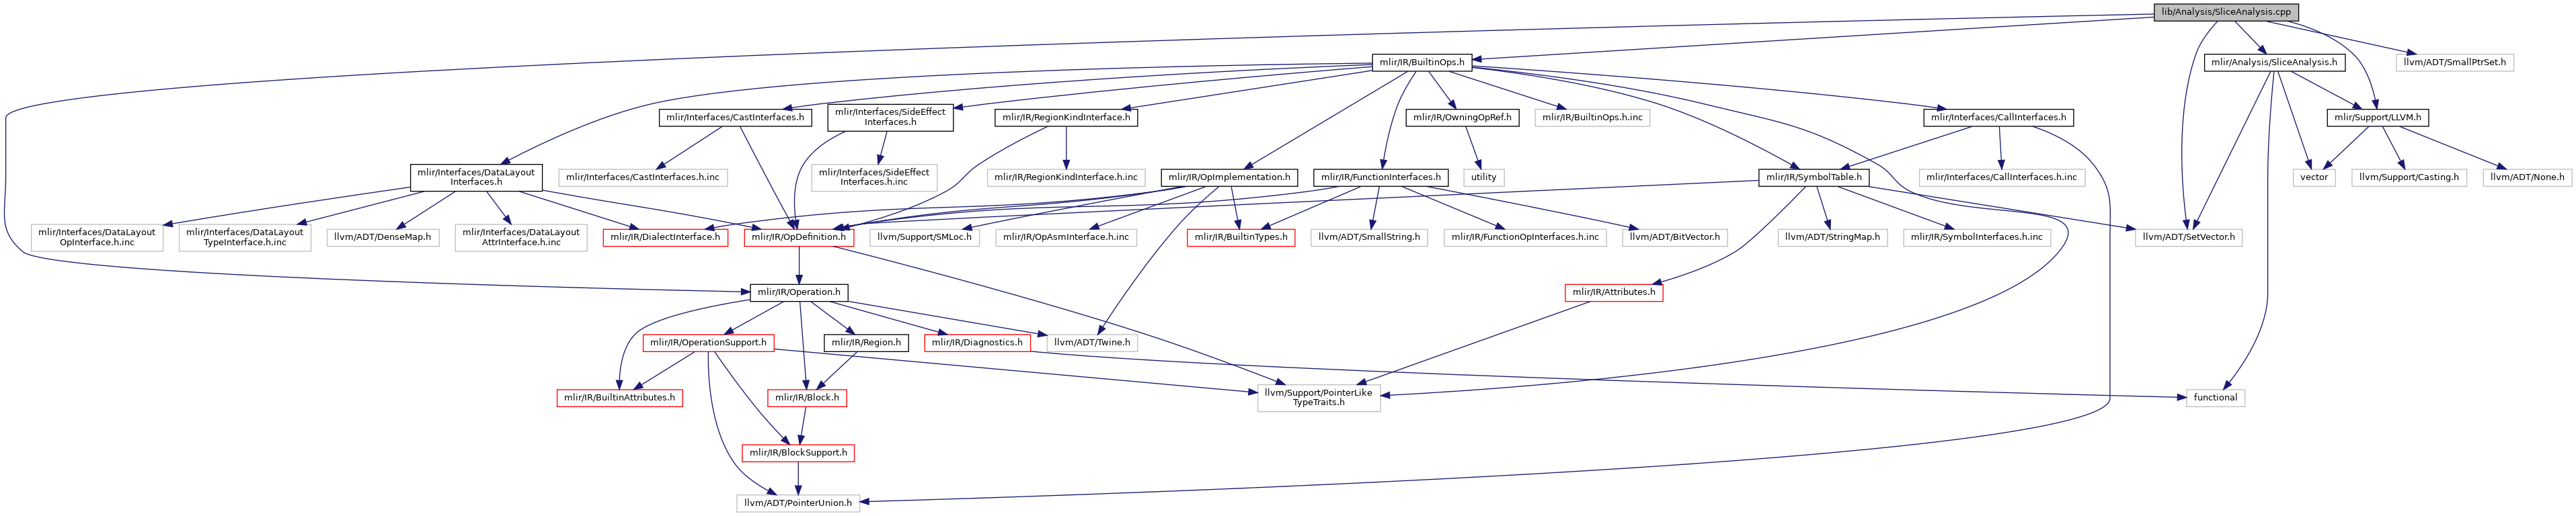 lib/Analysis/SliceAnalysis.cpp
mlir/IR/BuiltinOps.h
mlir/Analysis/SliceAnalysis.h
llvm/ADT/SmallPtrSet.h
mlir/Interfaces/CastInterfaces.h
mlir/Interfaces/SideEffect
Interfaces.h
mlir/IR/RegionKindInterface.h
mlir/IR/OwningOpRef.h
mlir/IR/BuiltinOps.h.inc
mlir/Interfaces/CallInterfaces.h
mlir/Support/LLVM.h
mlir/Interfaces/DataLayout
Interfaces.h
mlir/Interfaces/CastInterfaces.h.inc
mlir/Interfaces/SideEffect
Interfaces.h.inc
mlir/IR/RegionKindInterface.h.inc
mlir/IR/OpImplementation.h
mlir/IR/FunctionInterfaces.h
utility
mlir/IR/SymbolTable.h
mlir/Interfaces/CallInterfaces.h.inc
vector
llvm/Support/Casting.h
llvm/ADT/None.h
mlir/Interfaces/DataLayout
OpInterface.h.inc
mlir/Interfaces/DataLayout
TypeInterface.h.inc
llvm/ADT/DenseMap.h
mlir/Interfaces/DataLayout
AttrInterface.h.inc
mlir/IR/DialectInterface.h
mlir/IR/OpDefinition.h
llvm/Support/SMLoc.h
mlir/IR/OpAsmInterface.h.inc
mlir/IR/BuiltinTypes.h
llvm/ADT/SmallString.h
mlir/IR/FunctionOpInterfaces.h.inc
llvm/ADT/BitVector.h
llvm/ADT/StringMap.h
mlir/IR/SymbolInterfaces.h.inc
llvm/ADT/SetVector.h
mlir/IR/Operation.h
mlir/IR/Attributes.h
mlir/IR/OperationSupport.h
mlir/IR/Region.h
mlir/IR/Diagnostics.h
llvm/ADT/Twine.h
mlir/IR/BuiltinAttributes.h
mlir/IR/Block.h
llvm/Support/PointerLike
TypeTraits.h
functional
mlir/IR/BlockSupport.h
llvm/ADT/PointerUnion.h